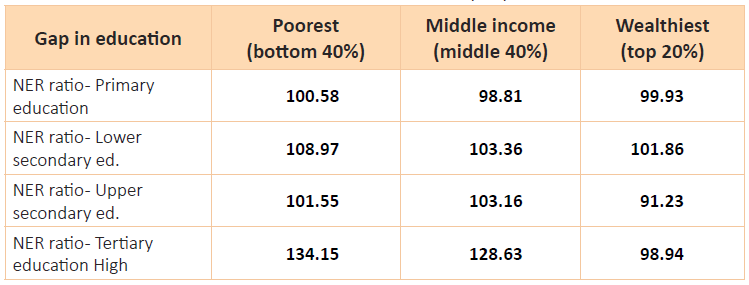 Gap in education
Poorest
(bottom 40%)
Middle income
(middle 40%)
Wealthiest
(top 20%)
NER ratio- Primary
education
100.58
98.81
99.93
NER ratio- Lower
secondary ed.
108.97
103.36
101.86
NER ratio- Upper
secondary ed.
101.55
103.16
91.23
NER ratio- Tertiary
education High
134.15
128.63
98.94